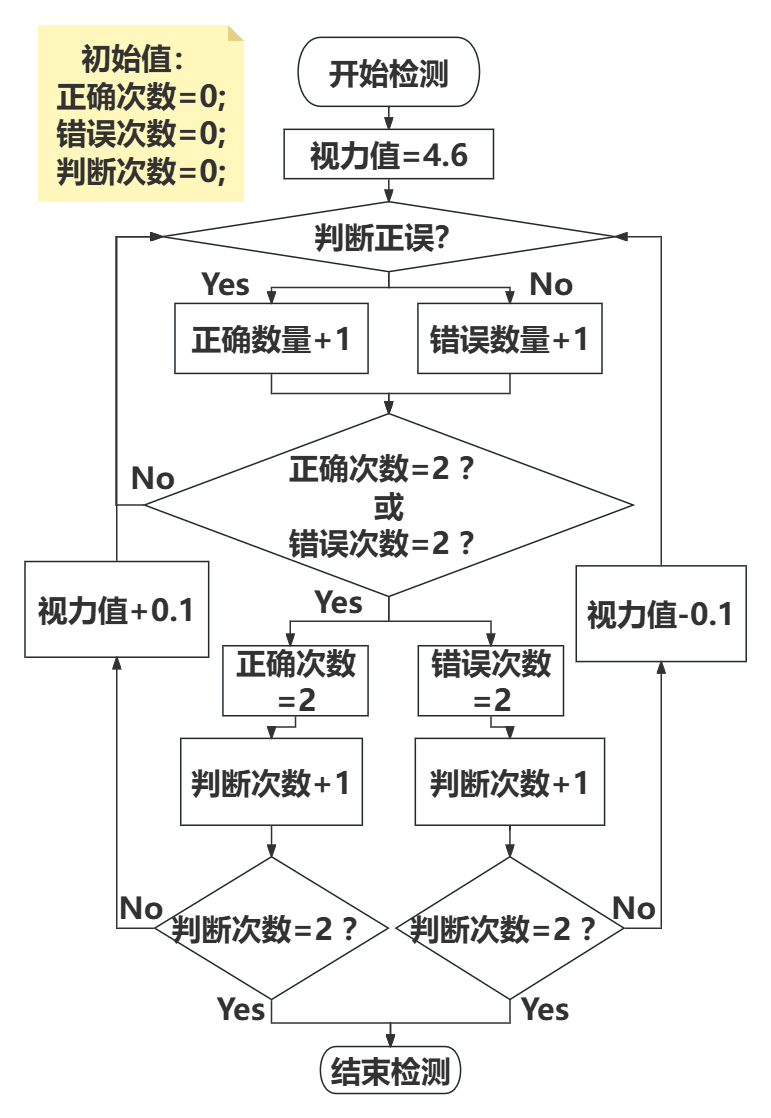 初始值：
正确次数=0;
错误次数=0;
判断次数=0;
开始检测
视力值=4.6
判断正误?
Yes
No
正确数量+1
错误数量+1
No
正确次数=2？
或
错误次数=2？
视力值+0.1
视力值-0.1
Yes
正确次数
=2
错误次数
=2
判断次数+1
判断次数+1
No
判断次数=2？
判断次数=2？
No
Yes
Yes
结束检测